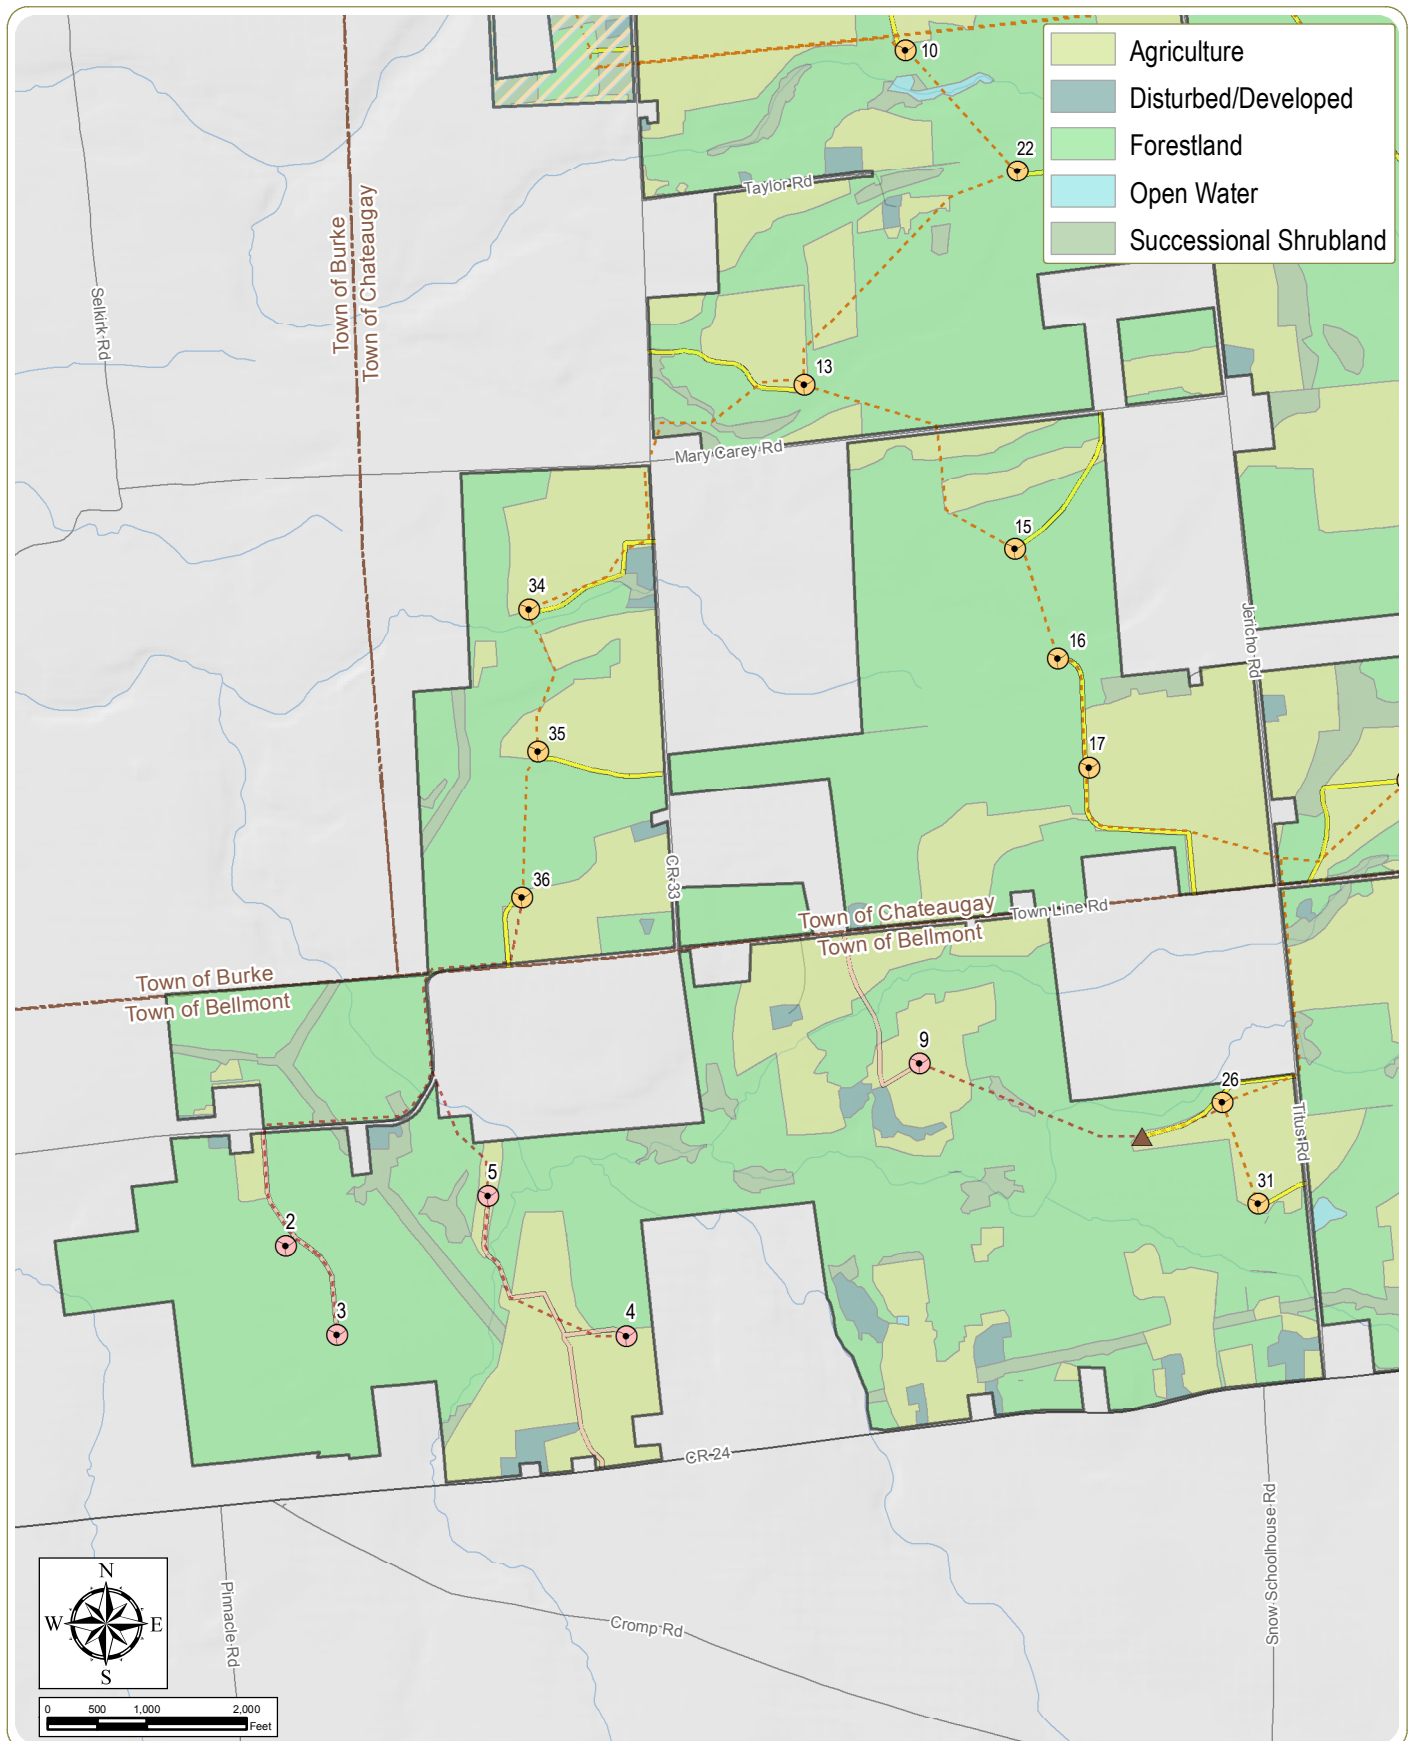 10
Agriculture
Disturbed/Developed
Forestland
Open Water
Successional Shrubland
22
Taylor Rd
Town of Burke
Town of Chateaugay
Selkirk Rd
13
Mary Carey Rd
15
34
16
Jericho Rd
35
17
CR-33
36
Town of Chateaugay
Town Line Rd
Town of Bellmont
Town of Burke
Town of Bellmont
9
26
Titus Rd
5
31
2
3
4
CR-24
Snow Schoolhouse Rd
Pinnacle Rd
Cromp Rd
N
W E
S
0 500 1,000 2,000
Feet